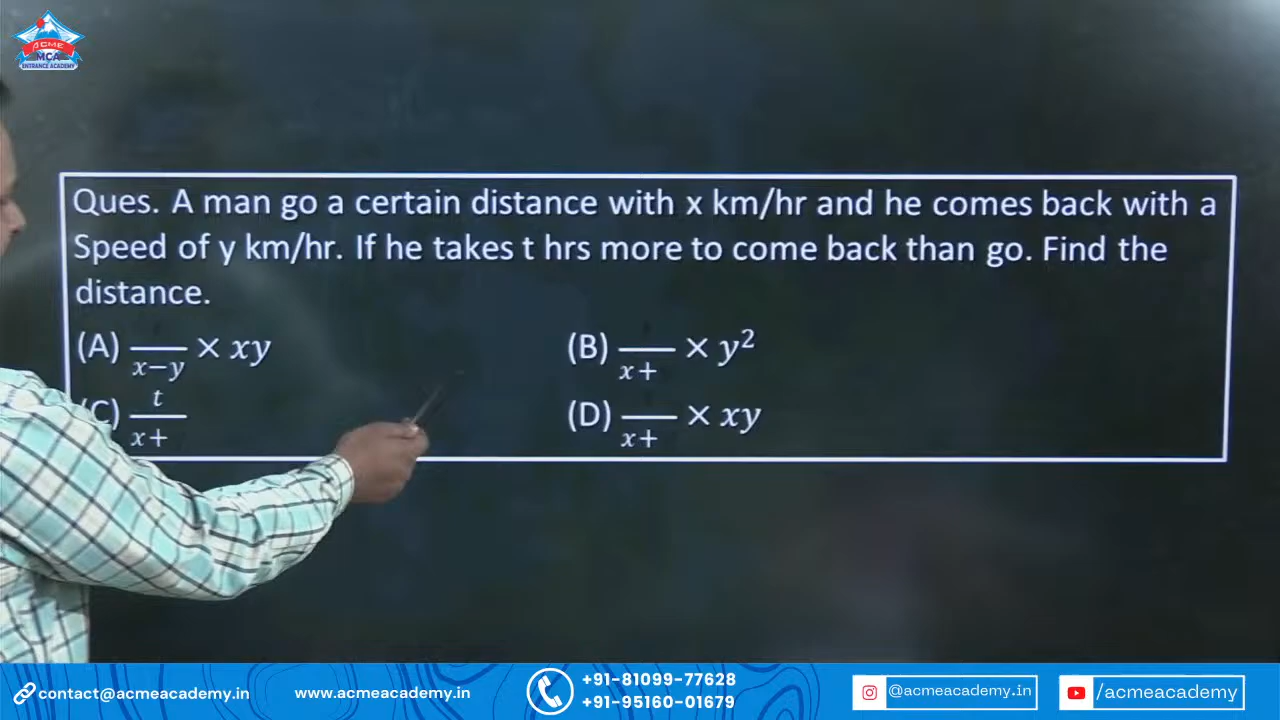 ACME
MCA
ENTRANCE ACADEMY
Ques. A man go a certain distance with x km/hr and he comes back with a
Speed of y km/hr. If he takes t hrs more to come back than go. Find the
distance.
(A) —/x−y × xy (B) —/x+ × y²
(C) t/x+ (D) —/x+ × xy
contact@acmeacademy.in www.acmeacademy.in +91-81099-77628 @acmeacademy.in /acmeacademy
+91-95160-01679